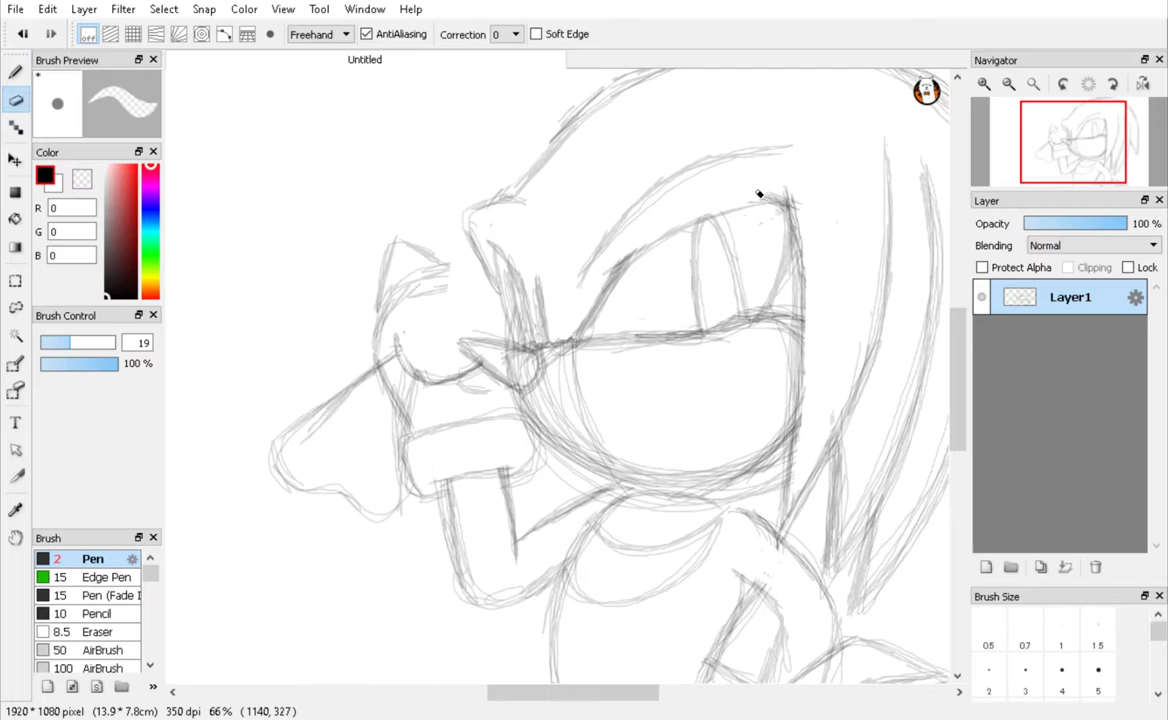 File Edit Layer Filter Select Snap Color View Tool Window Help
off Freehand AntiAliasing Correction 0 Soft Edge
Brush Preview
*
Untitled
Navigator
Color
R 0
G 0
B 0
Layer
Opacity 100 %
Blending Normal
Protect Alpha Clipping Lock
Layer1
Brush Control
19
100 %
Brush
2 Pen
15 Edge Pen
15 Pen (Fade I
10 Pencil
8.5 Eraser
50 AirBrush
100 AirBrush
Brush Size
0.5 0.7 1 1.5
2 3 4 5
1920 * 1080 pixel (13.9 * 7.8cm) 350 dpi 66 % ( 1140, 327 )